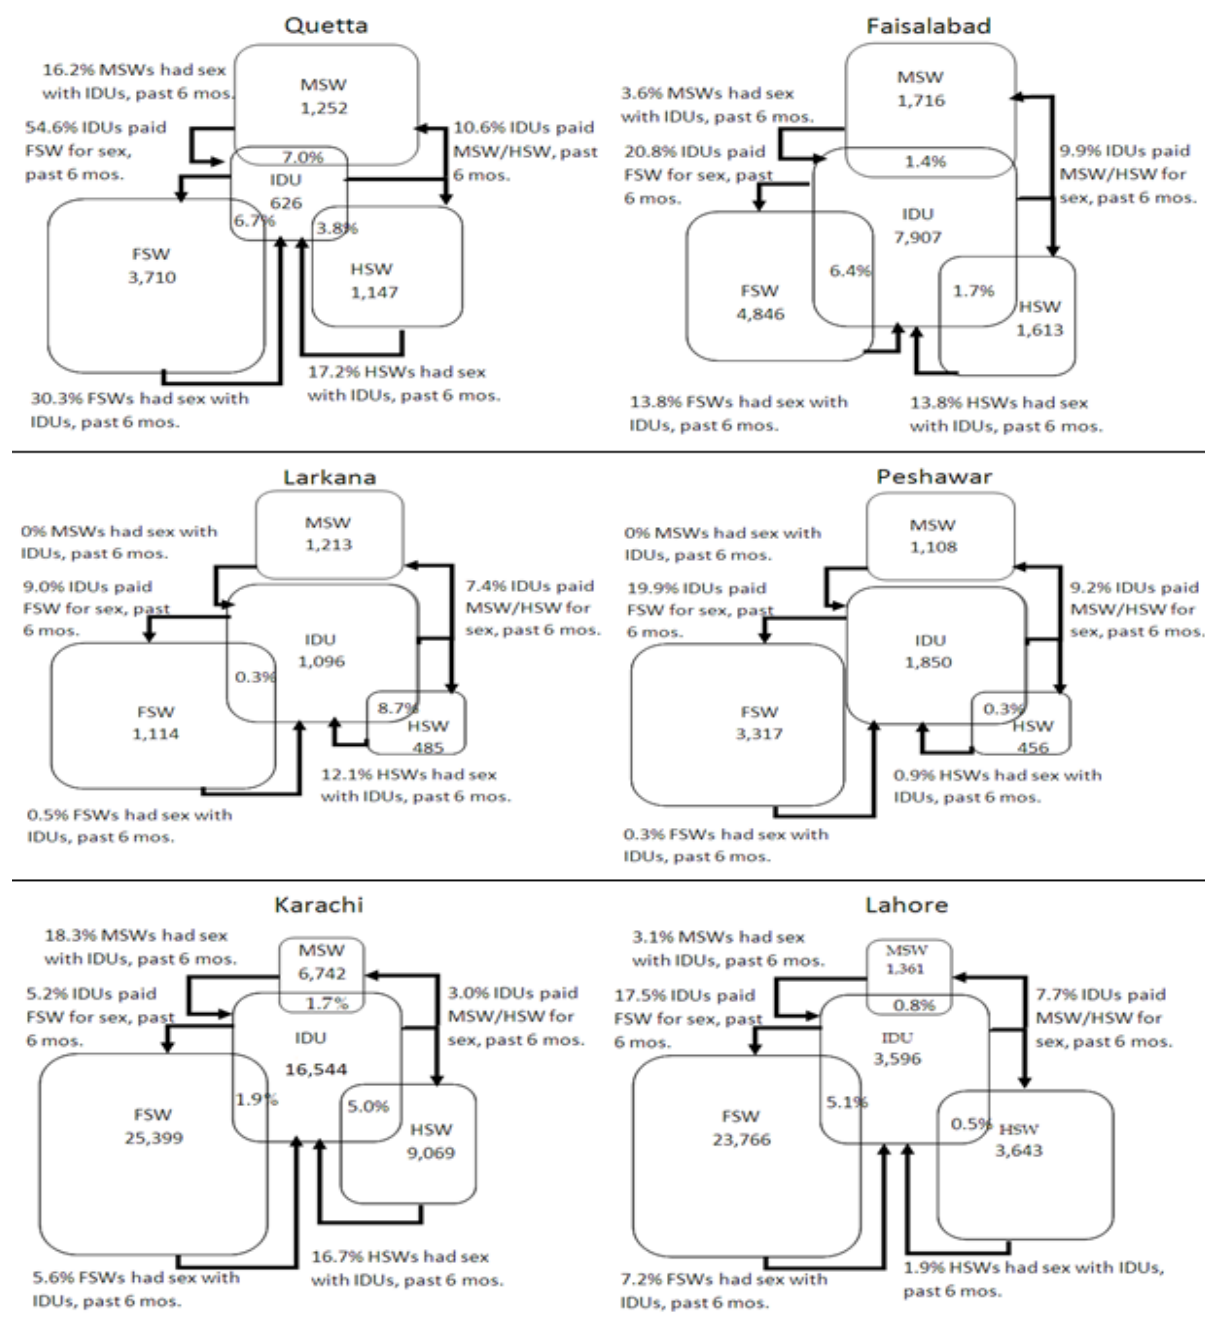 Quetta
16.2% MSWs had sex
with IDUs, past 6 mos.
MSW
1,252
54.6% IDUs paid
FSW for sex,
past 6 mos.
10.6% IDUs paid
MSW/HSW, past
6 mos.
7.0%
IDU
626
6.7%
3.8%
FSW
3,710
HSW
1,147
17.2% HSWs had sex
with IDUs, past 6 mos.
30.3% FSWs had sex with
IDUs, past 6 mos.
Faisalabad
MSW
1,716
3.6% MSWs had sex
with IDUs, past 6 mos.
20.8% IDUs paid
FSW for sex, past
6 mos.
9.9% IDUs paid
MSW/HSW for
sex, past 6 mos.
1.4%
IDU
7,907
6.4%
1.7%
FSW
4,846
HSW
1,613
13.8% FSWs had sex with
IDUs, past 6 mos.
13.8% HSWs had sex
with IDUs, past 6 mos.
Larkana
MSW
1,213
0% MSWs had sex with
IDUs, past 6 mos.
9.0% IDUs paid
FSW for sex, past
6 mos.
7.4% IDUs paid
MSW/HSW for
sex, past 6 mos.
IDU
1,096
0.3%
8.7%
FSW
1,114
HSW
485
12.1% HSWs had sex
with IDUs, past 6 mos.
0.5% FSWs had sex with
IDUs, past 6 mos.
Peshawar
MSW
1,108
0% MSWs had sex with
IDUs, past 6 mos.
19.9% IDUs paid
FSW for sex, past
6 mos.
9.2% IDUs paid
MSW/HSW for
sex, past 6 mos.
IDU
1,850
0.3%
FSW
3,317
HSW
456
0.9% HSWs had sex with
IDUs, past 6 mos.
0.3% FSWs had sex with
IDUs, past 6 mos.
Karachi
18.3% MSWs had sex
with IDUs, past 6 mos.
MSW
6,742
5.2% IDUs paid
FSW for sex, past
6 mos.
3.0% IDUs paid
MSW/HSW for
sex, past 6 mos.
1.7%
IDU
16,544
1.9%
5.0%
FSW
25,399
HSW
9,069
16.7% HSWs had sex
with IDUs, past 6 mos.
5.6% FSWs had sex with
IDUs, past 6 mos.
Lahore
3.1% MSWs had sex
with IDUs, past 6 mos.
MSW
1,361
17.5% IDUs paid
FSW for sex, past
6 mos.
7.7% IDUs paid
MSW/HSW for
sex, past 6 mos.
0.8%
IDU
3,596
5.1%
0.5%
FSW
23,766
HSW
3,643
1.9% HSWs had sex with IDUs,
past 6 mos.
7.2% FSWs had sex with
IDUs, past 6 mos.